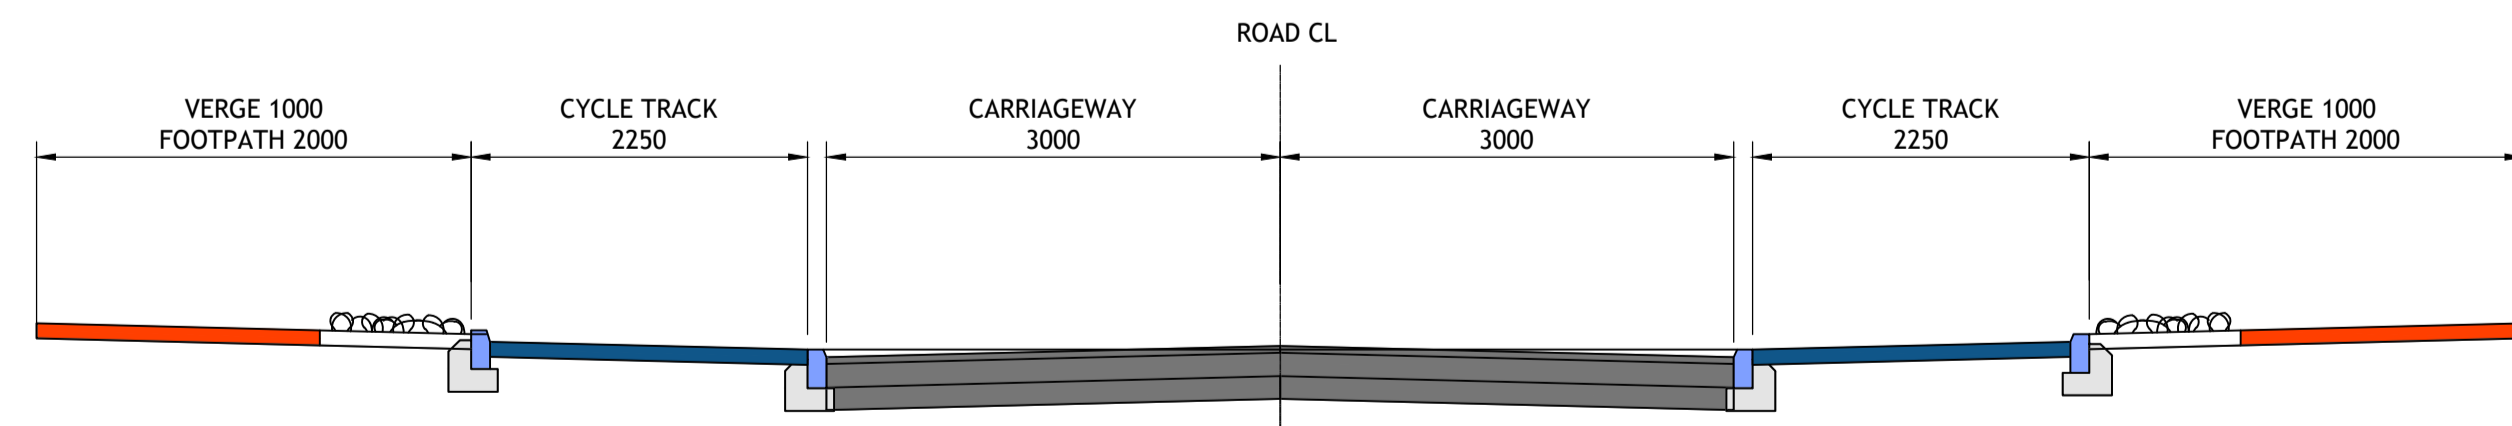 ROAD CL
VERGE 1000
FOOTPATH 2000
CYCLE TRACK
2250
CARRIAGEWAY
3000
CARRIAGEWAY
3000
CYCLE TRACK
2250
VERGE 1000
FOOTPATH 2000